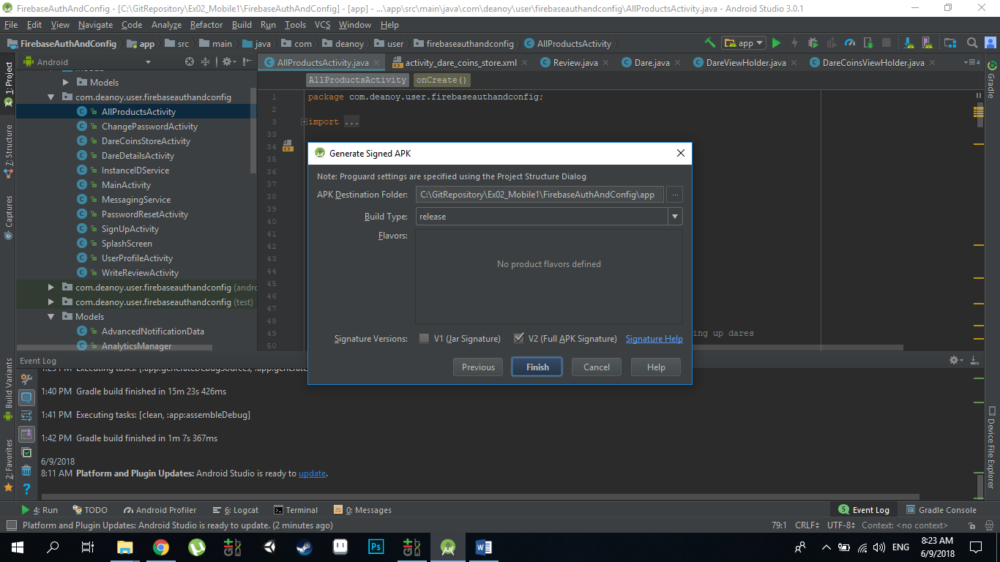 FirebaseAuthAndConfig - [C:\GitRepository\Ex02_Mobile1\FirebaseAuthAndConfig] - [app] - ...\app\src\main\java\com\deanoy\user\firebaseauthandconfig\AllProductsActivity.java - Android Studio 3.0.1
File Edit View Navigate Code Analyze Refactor Build Run Tools VCS Window Help
FirebaseAuthAndConfig app src main java com deanoy user firebaseauthandconfig AllProductsActivity
app
Android
AllProductsActivity.java activity_dare_coins_store.xml Review.java Dare.java DareViewHolder.java DareCoinsViewHolder.java
4
1: Project
7: Structure
Captures
Build Variants
2: Favorites
Gradle
Device File Explorer
Models
com.deanoy.user.firebaseauthandconfig
AllProductsActivity
ChangePasswordActivity
DareCoinsStoreActivity
DareDetailsActivity
InstanceIDService
MainActivity
MessagingService
PasswordResetActivity
SignUpActivity
SplashScreen
UserProfileActivity
WriteReviewActivity
com.deanoy.user.firebaseauthandconfig (andro
com.deanoy.user.firebaseauthandconfig (test)
Models
AdvancedNotificationData
AnalyticsManager
AllProductsActivity onCreate()
1 package com.deanoy.user.firebaseauthandconfig;
2
3 import ...
33
34
35
36
37
38
39
40
41
42
43
44
45
46
47
48
49 ing up dares
50
Generate Signed APK
Note: Proguard settings are specified using the Project Structure Dialog
APK Destination Folder: C:\GitRepository\Ex02_Mobile1\FirebaseAuthAndConfig\app ...
Build Type: release
Flavors:
No product flavors defined
Signature Versions: V1 (Jar Signature) V2 (Full APK Signature) Signature Help
Previous Finish Cancel Help
Event Log
1:40 PM Gradle build finished in 15m 23s 426ms
1:41 PM Executing tasks: [clean, :app:assembleDebug]
1:42 PM Gradle build finished in 1m 7s 367ms
6/9/2018
8:11 AM Platform and Plugin Updates: Android Studio is ready to update.
4: Run TODO Android Profiler 6: Logcat Terminal 0: Messages 5 Event Log Gradle Console
Platform and Plugin Updates: Android Studio is ready to update. (2 minutes ago) 79:1 CRLF UTF-8 Context: <no context>
Ps
ENG
8:23 AM
6/9/2018